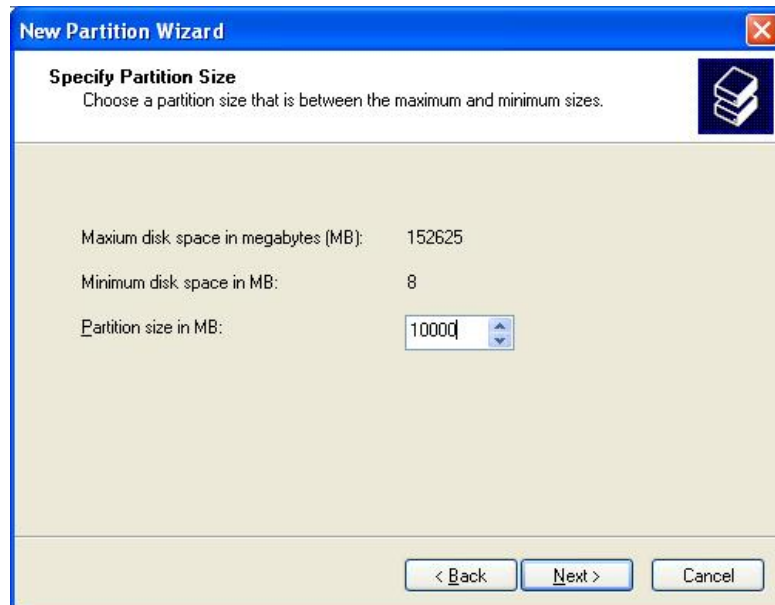 New Partition Wizard
Specify Partition Size
Choose a partition size that is between the maximum and minimum sizes.
Maxium disk space in megabytes (MB): 152625
Minimum disk space in MB: 8
Partition size in MB: 10000
< Back Next > Cancel